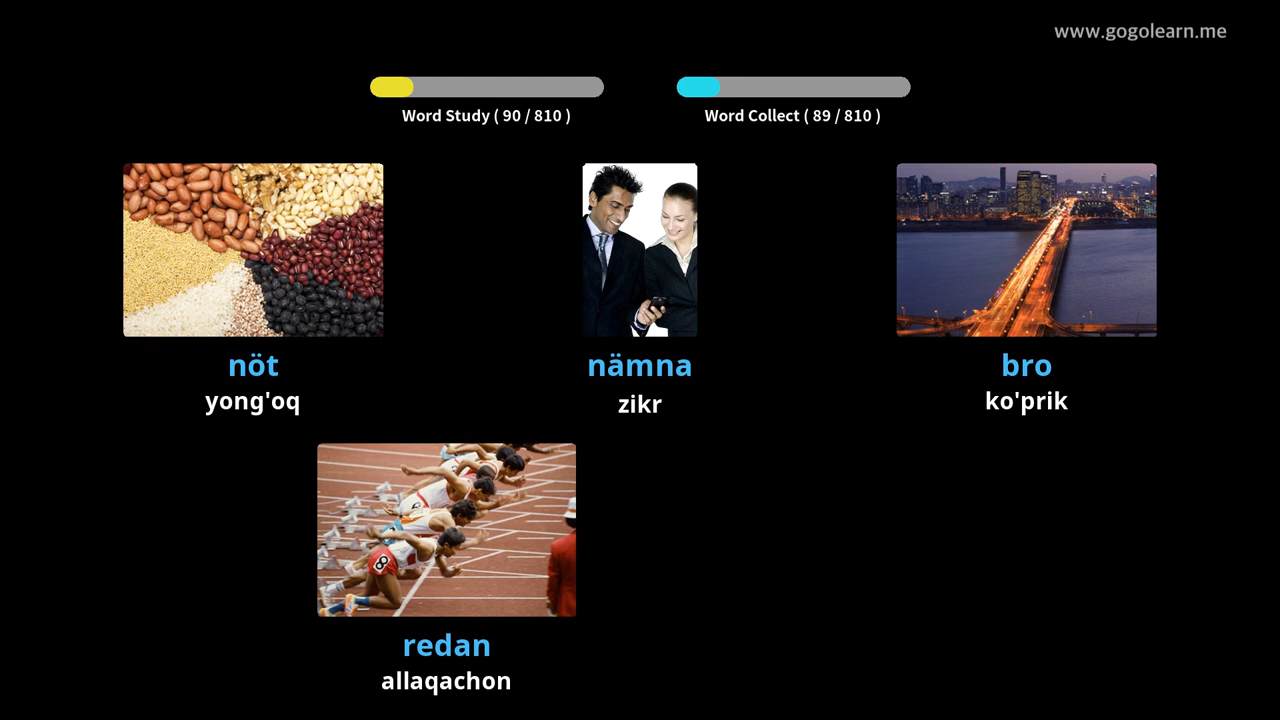 www.gogolearn.me
Word Study ( 90 / 810 )
Word Collect ( 89 / 810 )
nöt
yong'oq
nämna
zikr
bro
ko'prik
redan
allaqachon